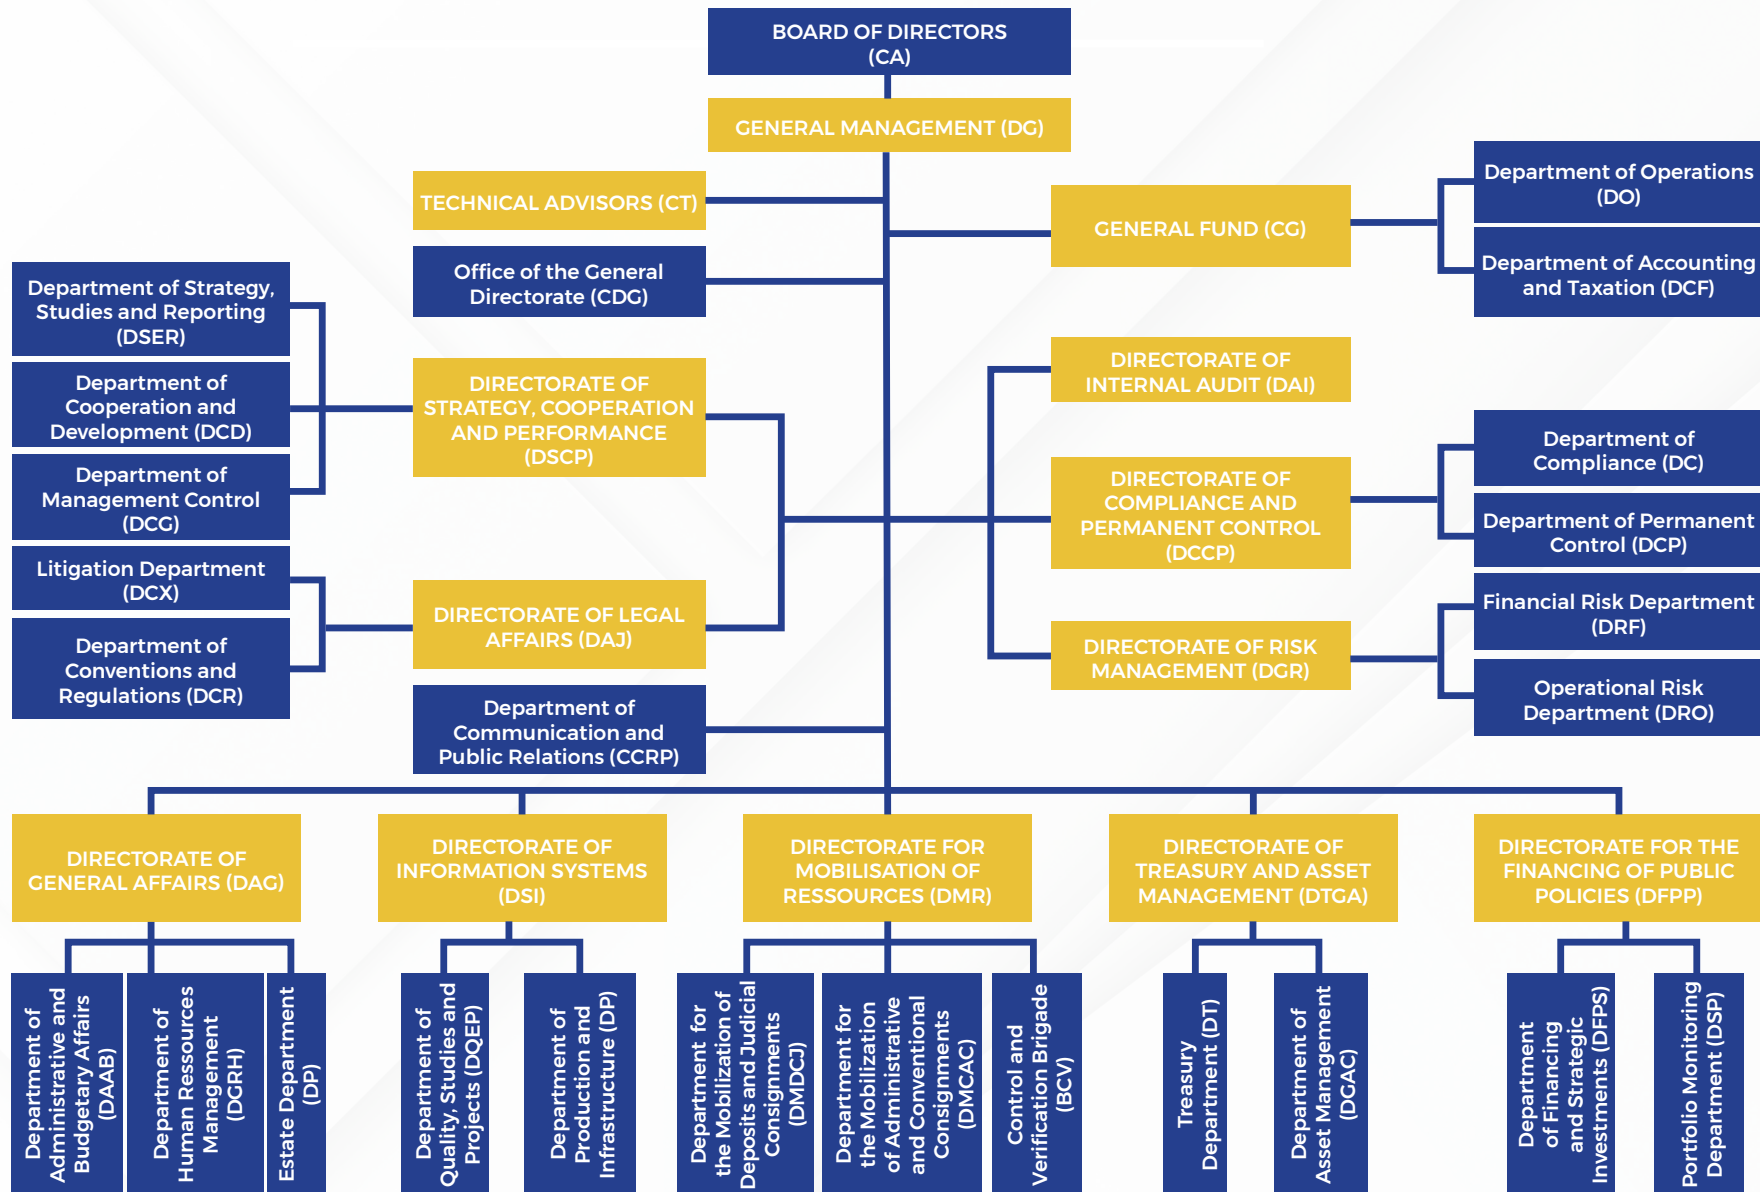 BOARD OF DIRECTORS
(CA)
GENERAL MANAGEMENT (DG)
TECHNICAL ADVISORS (CT)
GENERAL FUND (CG)
Department of Operations
(DO)
Department of Accounting
and Taxation (DCF)
Office of the General
Directorate (CDG)
Department of Strategy,
Studies and Reporting
(DSER)
Department of
Cooperation and
Development (DCD)
Department of
Management Control
(DCG)
DIRECTORATE OF
STRATEGY, COOPERATION
AND PERFORMANCE
(DSCP)
DIRECTORATE OF
INTERNAL AUDIT (DAI)
DIRECTORATE OF
COMPLIANCE AND
PERMANENT CONTROL
(DCCP)
Department of
Compliance (DC)
Department of Permanent
Control (DCP)
Litigation Department
(DCX)
Department of
Conventions and
Regulations (DCR)
DIRECTORATE OF LEGAL
AFFAIRS (DAJ)
DIRECTORATE OF RISK
MANAGEMENT (DGR)
Financial Risk Department
(DRF)
Operational Risk
Department (DRO)
Department of
Communication and
Public Relations (CCRP)
DIRECTORATE OF
GENERAL AFFAIRS (DAG)
DIRECTORATE OF
INFORMATION SYSTEMS
(DSI)
DIRECTORATE FOR
MOBILISATION OF
RESSOURCES (DMR)
DIRECTORATE OF
TREASURY AND ASSET
MANAGEMENT (DTGA)
DIRECTORATE FOR THE
FINANCING OF PUBLIC
POLICIES (DFPP)
Department of
Administrative and
Budgetary Affairs
(DAAB)
Department of
Human Ressources
Management
(DGRH)
Estate Department
(DP)
Department of
Quality, Studies and
Projects (DQEP)
Department of
Production and
Infrastructure (DP)
Department for
the Mobilization of
Deposits and Judicial
Consignments
(DMDCJ)
Department for
the Mobilization
of Administrative
and Conventional
Consignments
(DMCAC)
Control and
Verification Brigade
(BCV)
Treasury
Department (DT)
Department of
Asset Management
(DGAC)
Department
of Financing
and Strategic
Investments (DFPS)
Portfolio Monitoring
Department (DSP)